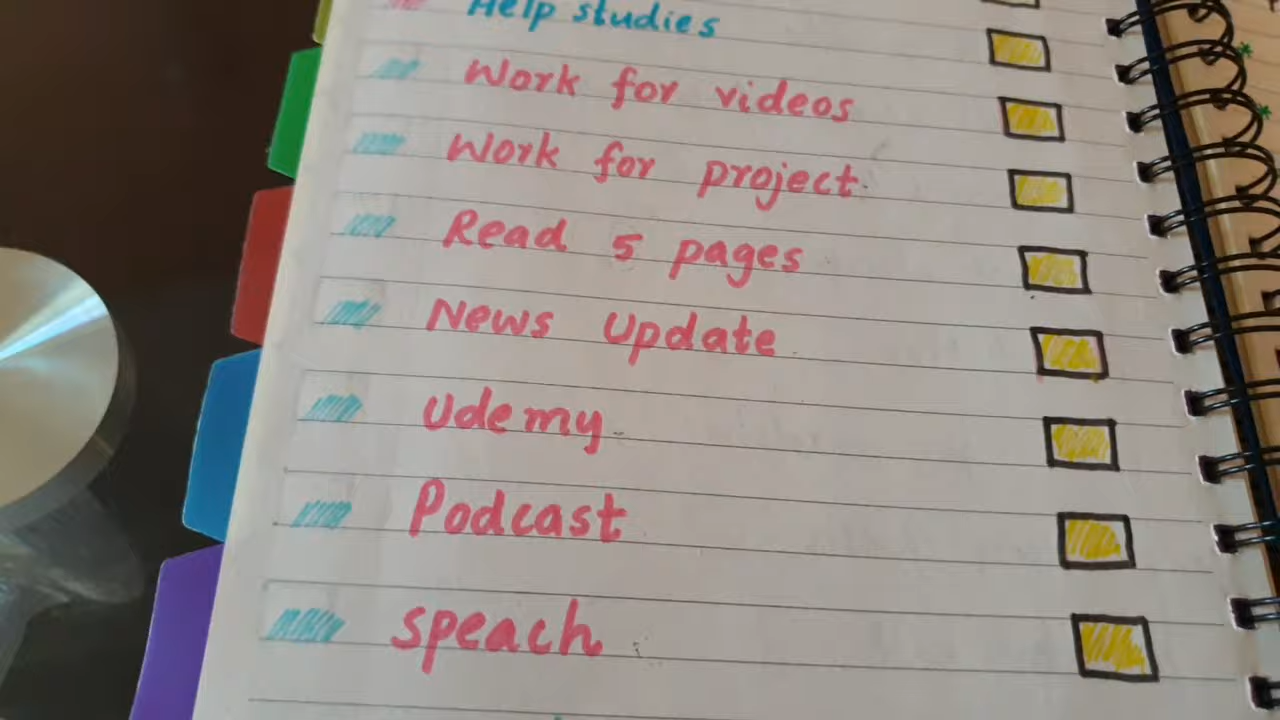 Help studies
Work for videos
Work for project.
Read 5 pages
News Update
Udemy
Podcast
speach